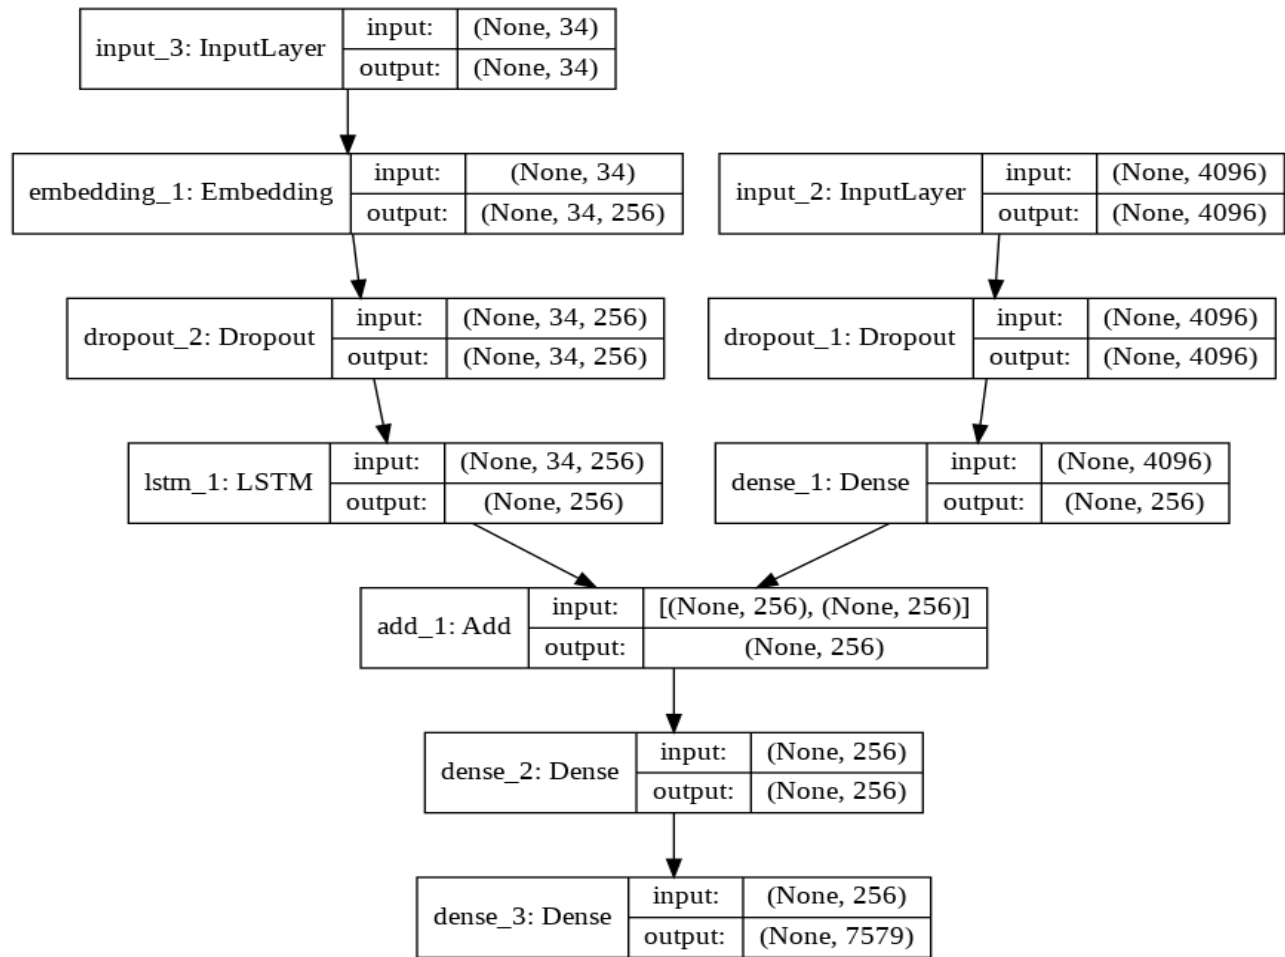 input_3: InputLayer
input: (None, 34)
output: (None, 34)
embedding_1: Embedding
input: (None, 34)
output: (None, 34, 256)
input_2: InputLayer
input: (None, 4096)
output: (None, 4096)
dropout_2: Dropout
input: (None, 34, 256)
output: (None, 34, 256)
dropout_1: Dropout
input: (None, 4096)
output: (None, 4096)
lstm_1: LSTM
input: (None, 34, 256)
output: (None, 256)
dense_1: Dense
input: (None, 4096)
output: (None, 256)
add_1: Add
input: [(None, 256), (None, 256)]
output: (None, 256)
dense_2: Dense
input: (None, 256)
output: (None, 256)
dense_3: Dense
input: (None, 256)
output: (None, 7579)